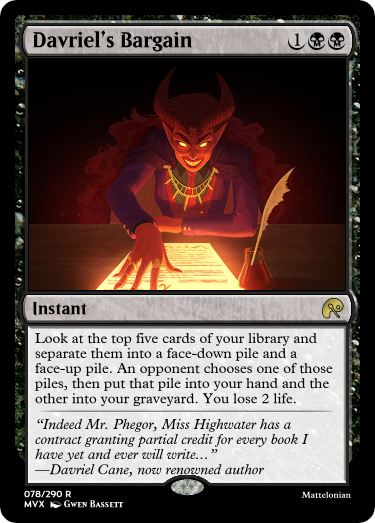 Davriel's Bargain 1
Instant
Look at the top five cards of your library and
separate them into a face-down pile and a
face-up pile. An opponent chooses one of those
piles, then put that pile into your hand and the
other into your graveyard. You lose 2 life.
“Indeed Mr. Phegor, Miss Highwater has a
contract granting partial credit for every book I
have yet and ever will write…”
—Davriel Cane, now renowned author
078/290 R
MVX Gwen Bassett
Mattelonian